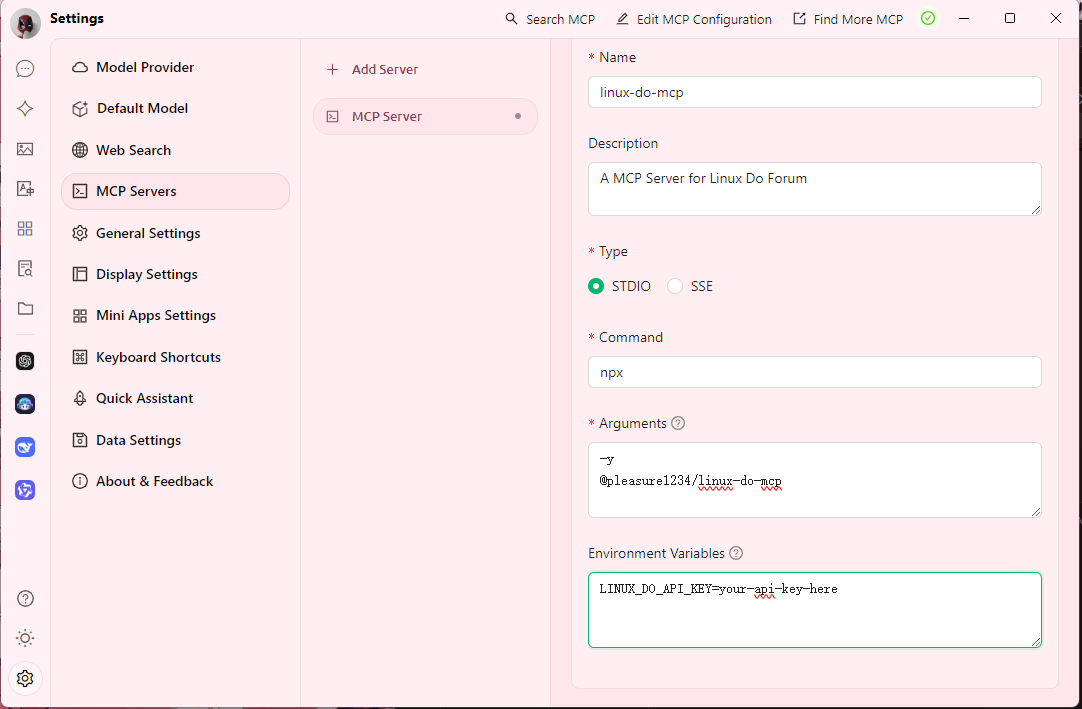 Settings
Search MCP
Edit MCP Configuration
Find More MCP
Model Provider
Default Model
Web Search
MCP Servers
General Settings
Display Settings
Mini Apps Settings
Keyboard Shortcuts
Quick Assistant
Data Settings
About & Feedback
Add Server
MCP Server
* Name
linux-do-mcp
Description
A MCP Server for Linux Do Forum
* Type
STDIO SSE
* Command
npx
* Arguments
-y
@pleasure1234/linux-do-mcp
Environment Variables
LINUX_DO_API_KEY=your-api-key-here